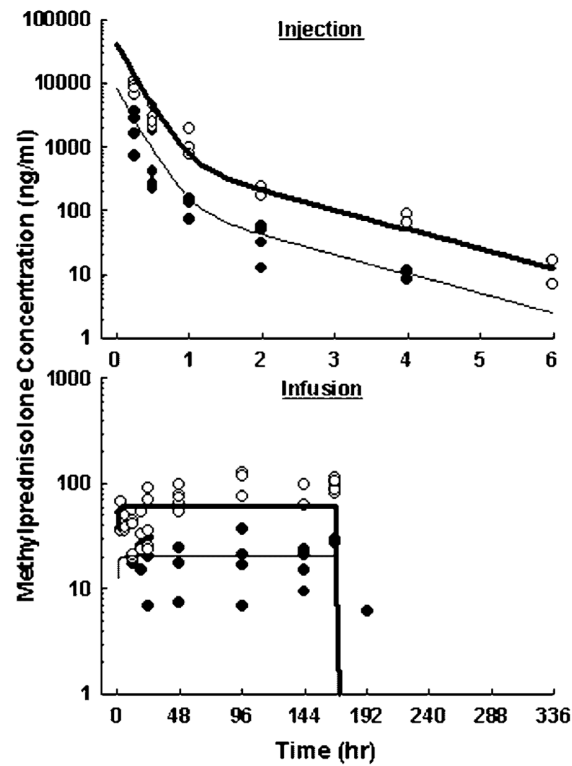 100000
Injection
10000
1000
100
10
1
0 1 2 3 4 5 6
Methylprednisolone Concentration (ng/ml)
1000
Infusion
100
10
1
0 48 96 144 192 240 288 336
Time (hr)